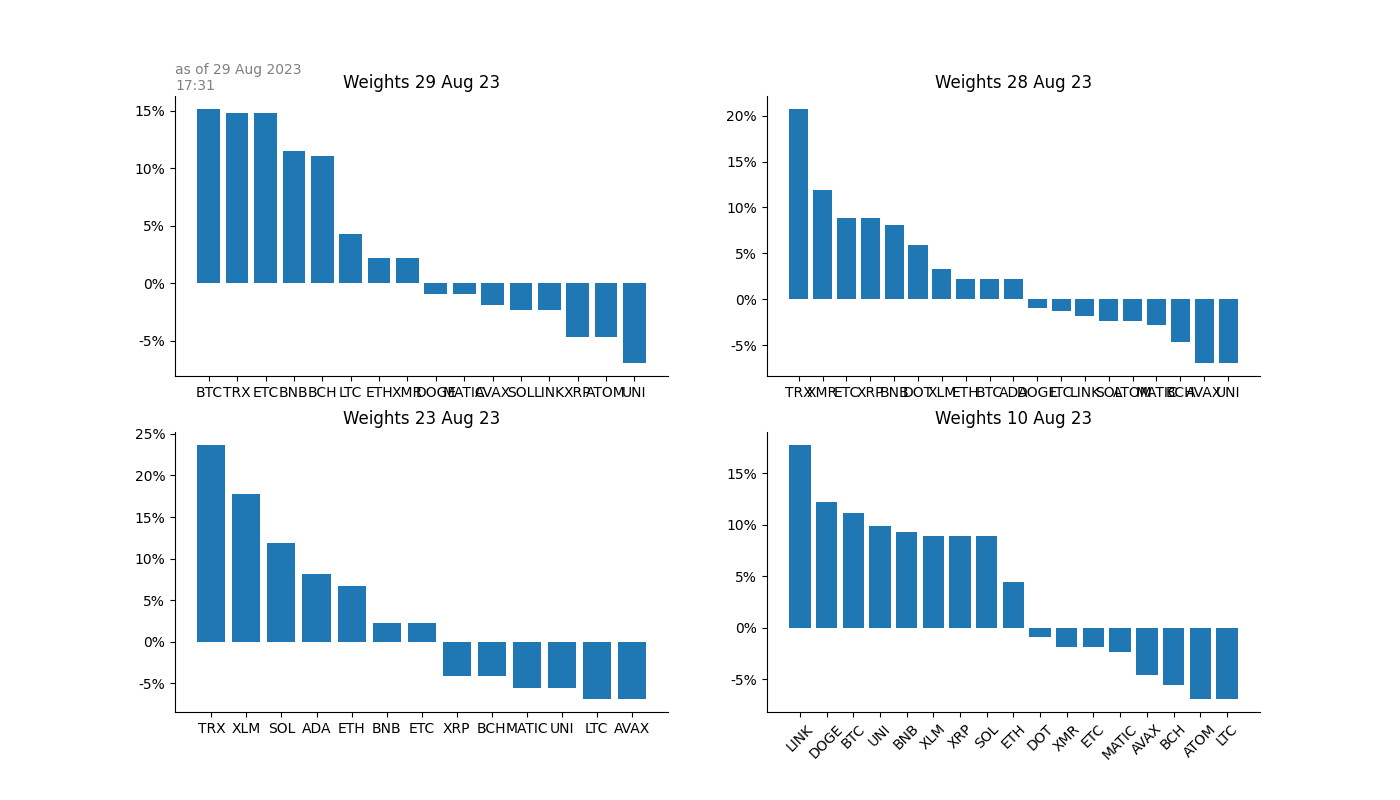 as of 29 Aug 2023
17:31
Weights 29 Aug 23
15%
10%
5%
0%
-5%
BTC TRX ETC BNB BCH LTC ETH XMR DOGE MATIC AVAX SOL LINK XRP ATOM UNI
Weights 28 Aug 23
20%
15%
10%
5%
0%
-5%
TRX XMR ETC XRP BNB DOT XLM ETH BTC ADA DOGE LTC LINK SOL ATOM MATIC BCH AVAX UNI
Weights 23 Aug 23
25%
20%
15%
10%
5%
0%
-5%
TRX XLM SOL ADA ETH BNB ETC XRP BCH MATIC UNI LTC AVAX
Weights 10 Aug 23
15%
10%
5%
0%
-5%
LINK DOGE BTC UNI BNB XLM XRP SOL ETH DOT XMR ETC MATIC AVAX BCH ATOM LTC